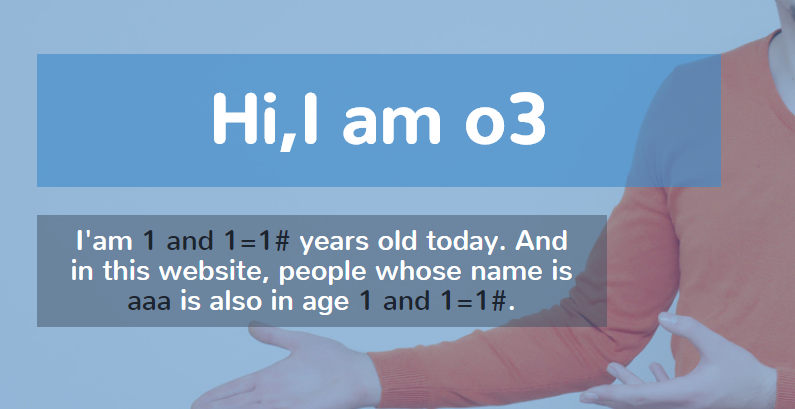 Hi,I am o3
I'am 1 and 1=1# years old today. And
in this website, people whose name is
aaa is also in age 1 and 1=1#.